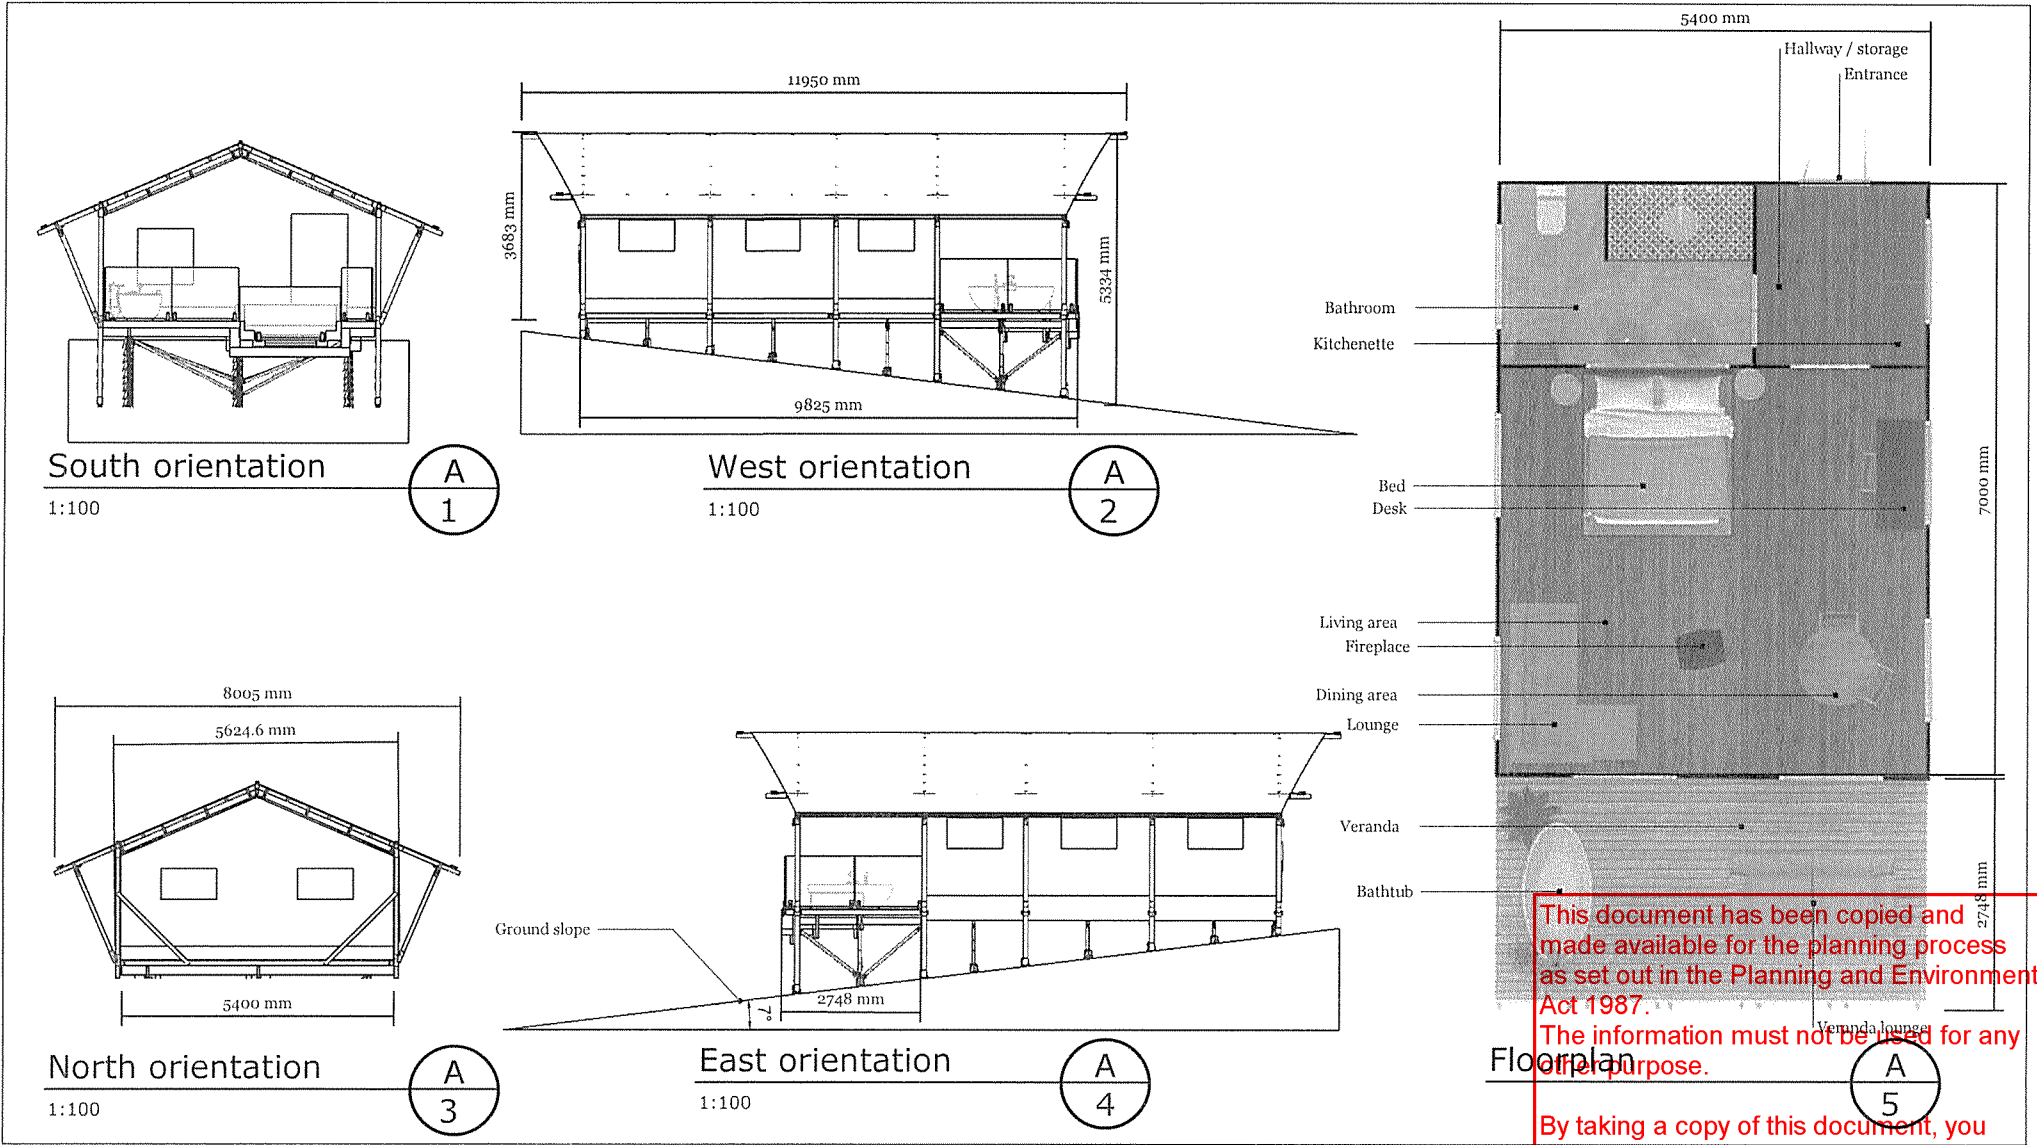 11950 mm
3683 mm
5334 mm
9825 mm
South orientation
1:100
A
1
West orientation
1:100
A
2
8005 mm
5624.6 mm
5400 mm
North orientation
1:100
A
3
Ground slope
7°
2748 mm
East orientation
1:100
A
4
5400 mm
Hallway / storage
Entrance
Bathroom
Kitchenette
Bed
Desk
7000 mm
Living area
Fireplace
Dining area
Lounge
Veranda
Bathtub
2748 mm
Veranda lounge
Floorplan
A
5
This document has been copied and
made available for the planning process
as set out in the Planning and Environment
Act 1987.
The information must not be used for any
other purpose.
By taking a copy of this document, you